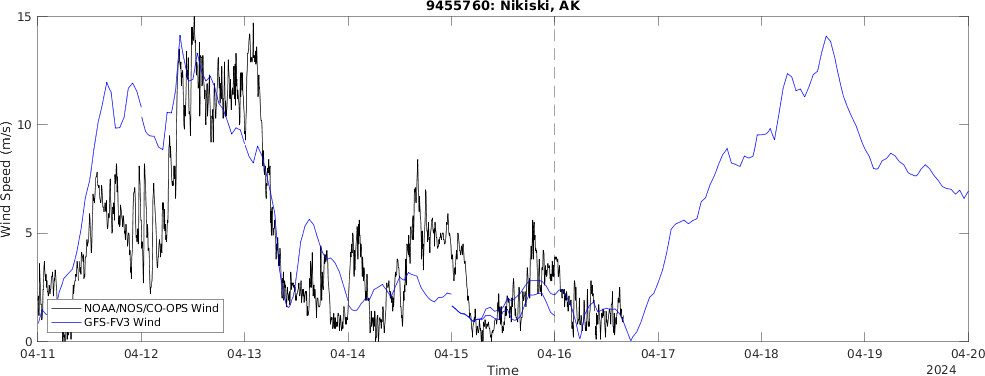 9455760: Nikiski, AK
Wind Speed (m/s)
15
10
5
0
NOAA/NOS/CO-OPS Wind
GFS-FV3 Wind
04-11 04-12 04-13 04-14 04-15 04-16 04-17 04-18 04-19 04-20
Time
2024